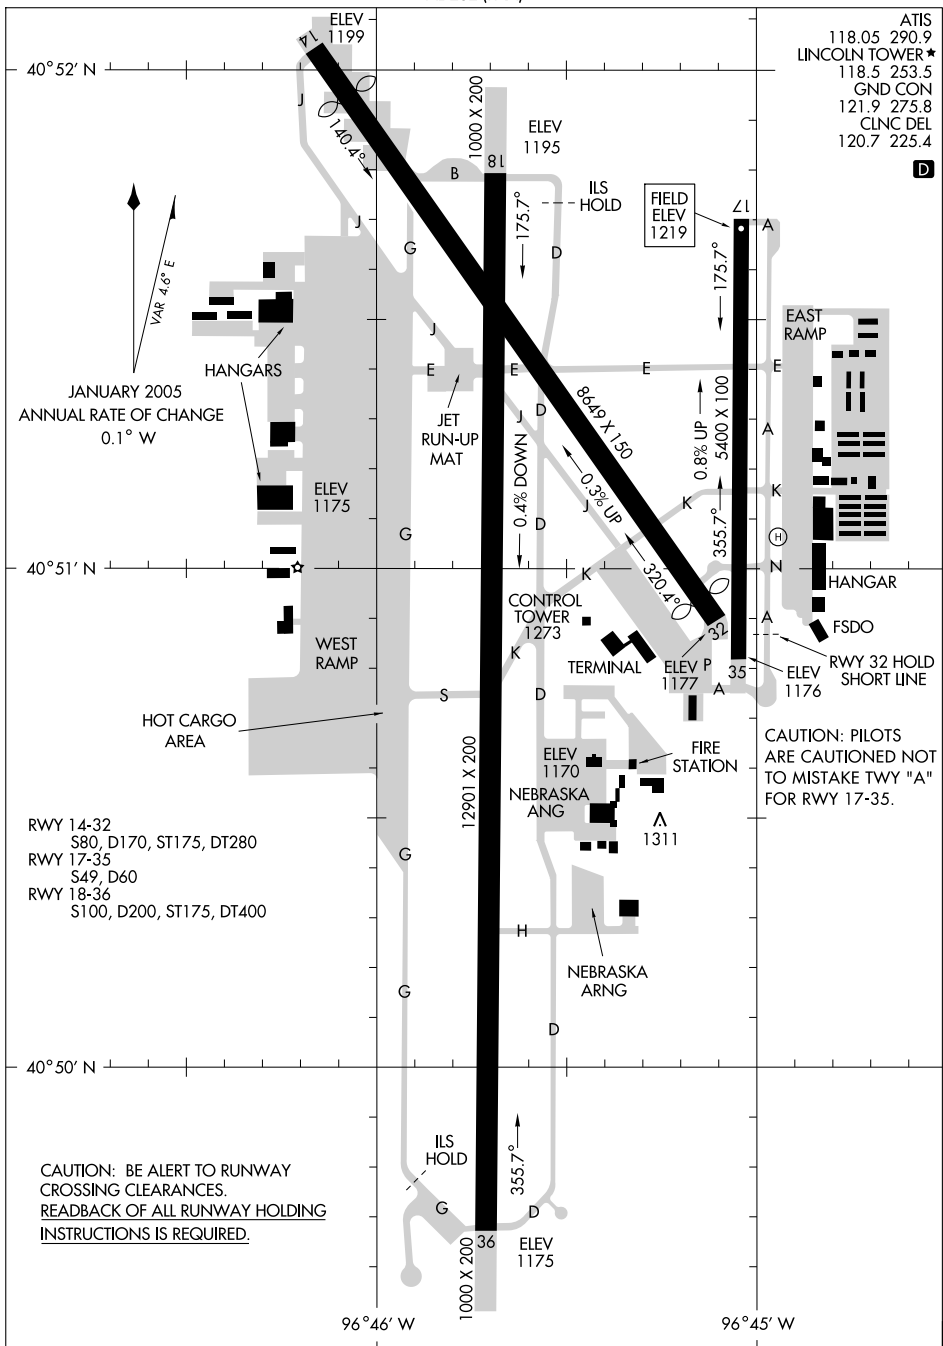 ELEV
1199
ATIS
118.05 290.9
LINCOLN TOWER★
118.5 253.5
GND CON
121.9 275.8
CLNC DEL
120.7 225.4
D
40°52' N
14
J
140.4°
1000 X 200
ELEV
1195
18
B
ILS
HOLD
175.7°
FIELD
ELEV
1219
17
A
175.7°
VAR 4.6° E
J
G
D
EAST
RAMP
HANGARS
J
E
E
E
E
JANUARY 2005
ANNUAL RATE OF CHANGE
0.1° W
JET
RUN-UP
MAT
J
D
8649 X 150
0.8% UP
5400 X 100
A
ELEV
1175
0.4% DOWN
0.3% UP
J
K
K
G
D
355.7°
H
40°51' N
K
320.4°
N
HANGAR
CONTROL
TOWER
1273
32
A
FSDO
WEST
RAMP
K
TERMINAL
ELEV
1177
P
35
ELEV
1176
RWY 32 HOLD
SHORT LINE
S
D
A
HOT CARGO
AREA
CAUTION: PILOTS
ARE CAUTIONED NOT
TO MISTAKE TWY "A"
FOR RWY 17-35.
12901 X 200
ELEV
1170
FIRE
STATION
NEBRASKA
ANG
1311
RWY 14-32
S80, D170, ST175, DT280
RWY 17-35
S49, D60
RWY 18-36
S100, D200, ST175, DT400
G
H
NEBRASKA
ARNG
G
D
40°50' N
ILS
HOLD
355.7°
CAUTION: BE ALERT TO RUNWAY
CROSSING CLEARANCES.
READBACK OF ALL RUNWAY HOLDING
INSTRUCTIONS IS REQUIRED.
G
D
36
ELEV
1175
1000 X 200
96°46' W
96°45' W